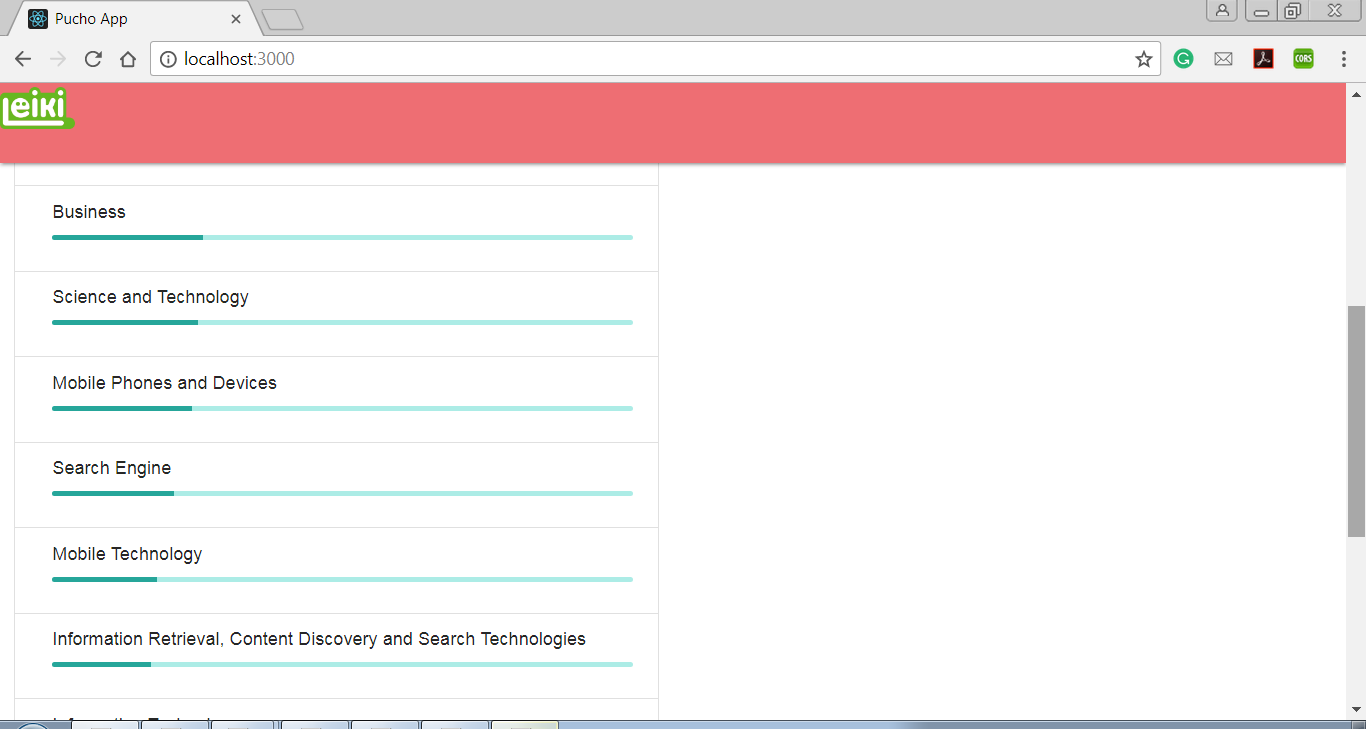 Pucho App
localhost:3000
CORS
Leiki
Business
Science and Technology
Mobile Phones and Devices
Search Engine
Mobile Technology
Information Retrieval, Content Discovery and Search Technologies